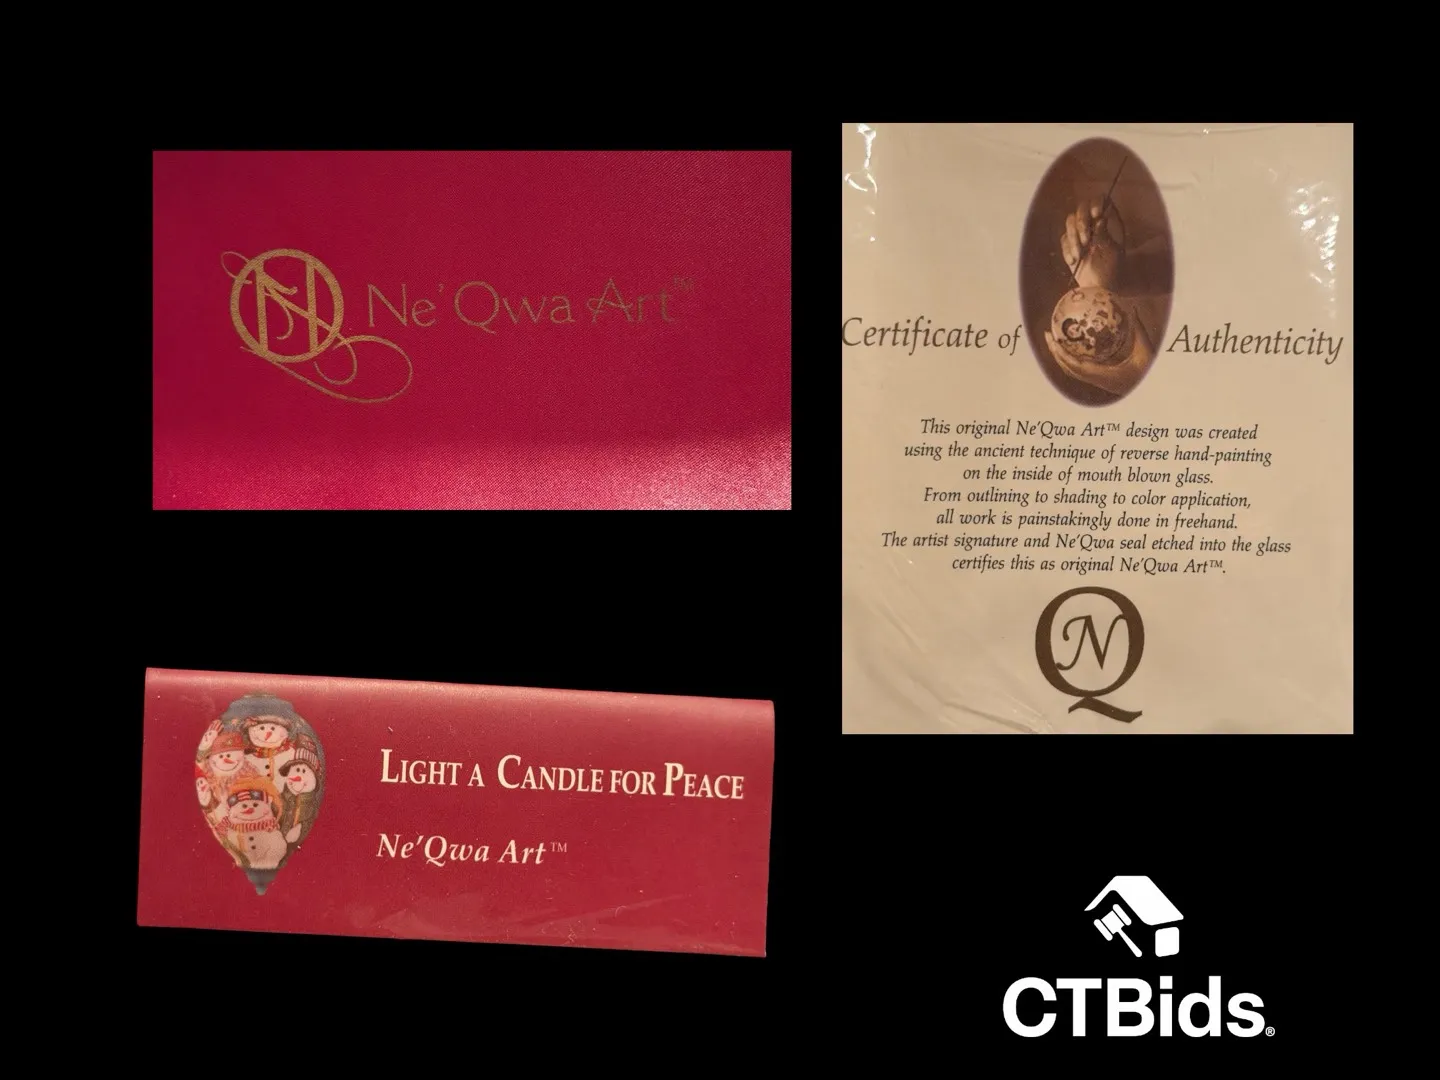 Ne'Qwa Art™
Certificate of Authenticity
This original Ne'Qwa Art™ design was created
using the ancient technique of reverse hand-painting
on the inside of mouth blown glass.
From outlining to shading to color application,
all work is painstakingly done in freehand.
The artist signature and Ne'Qwa seal etched into the glass
certifies this as original Ne'Qwa Art™.
NQ
LIGHT A CANDLE FOR PEACE
Ne'Qwa Art™
CTBids®